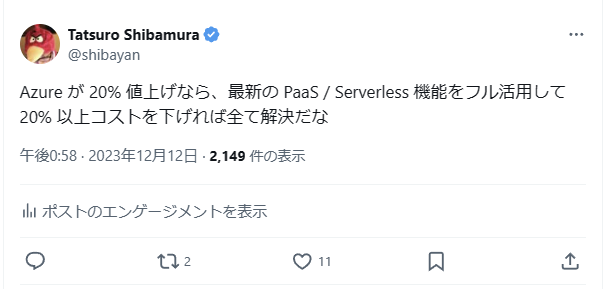 Tatsuro Shibamura
@shibayan
Azure が 20% 値上げなら、最新の PaaS / Serverless 機能をフル活用して
20% 以上コストを下げれば全て解決だな
午後0:58 · 2023年12月12日 · 2,149 件の表示
ポストのエンゲージメントを表示
2
11